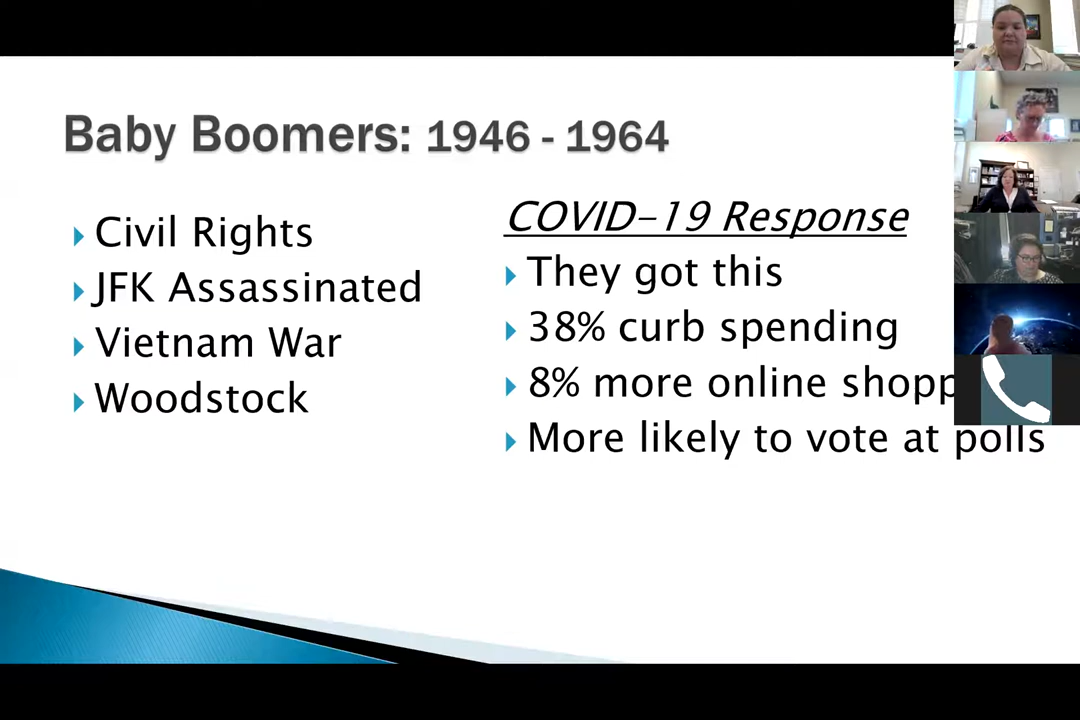 Baby Boomers: 1946 - 1964
Civil Rights
JFK Assassinated
Vietnam War
Woodstock
COVID-19 Response
They got this
38% curb spending
8% more online
More likely to vote at polls